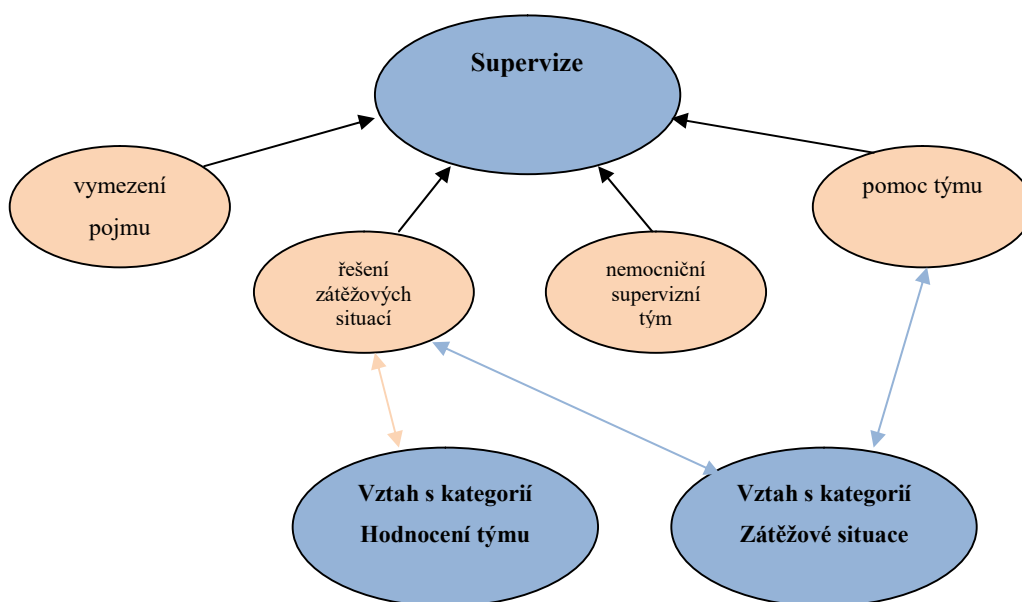 Supervize
vymezení
pojmu
pomoc týmu
řešení
zátěžových
situací
nemocniční
supervizní
tým
Vztah s kategorií
Hodnocení týmu
Vztah s kategorií
Zátěžové situace